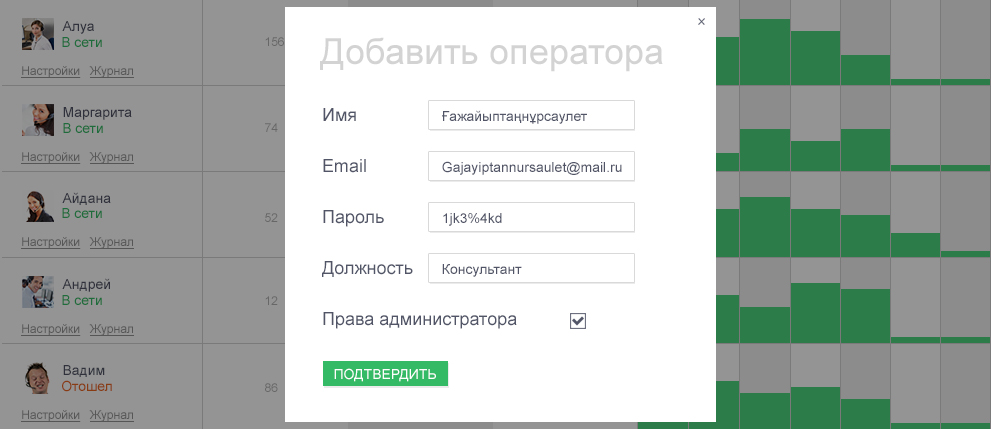 Алуа
В сети
156
Настройки Журнал
Маргарита
В сети
74
Настройки Журнал
Айдана
В сети
52
Настройки Журнал
Андрей
В сети
12
Настройки Журнал
Вадим
Отошел
86
Настройки Журнал
×
Добавить оператора
Имя Ғажайыптаңнұрсаулет
Email Gajayiptannursaulet@mail.ru
Пароль 1jk3%4kd
Должность Консультант
Права администратора
ПОДТВЕРДИТЬ